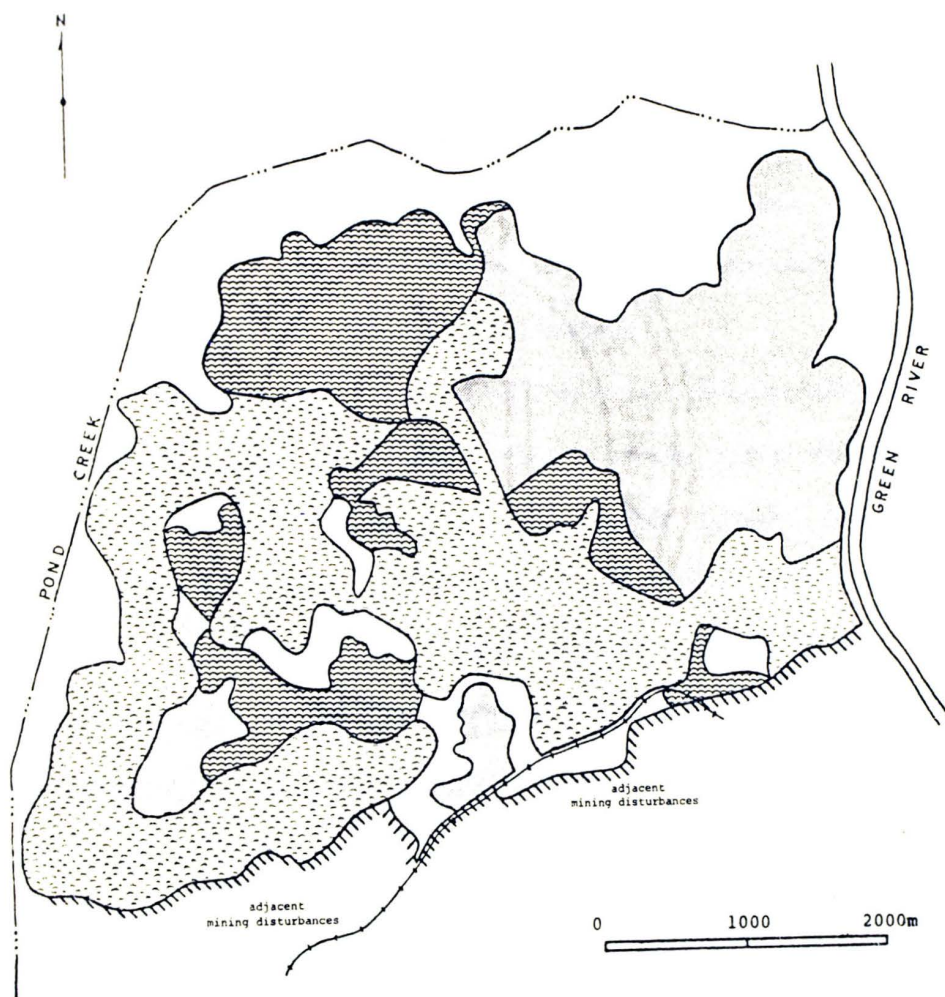 N
POND CREEK
GREEN RIVER
adjacent
mining disturbances
adjacent
mining disturbances
0 1000 2000m